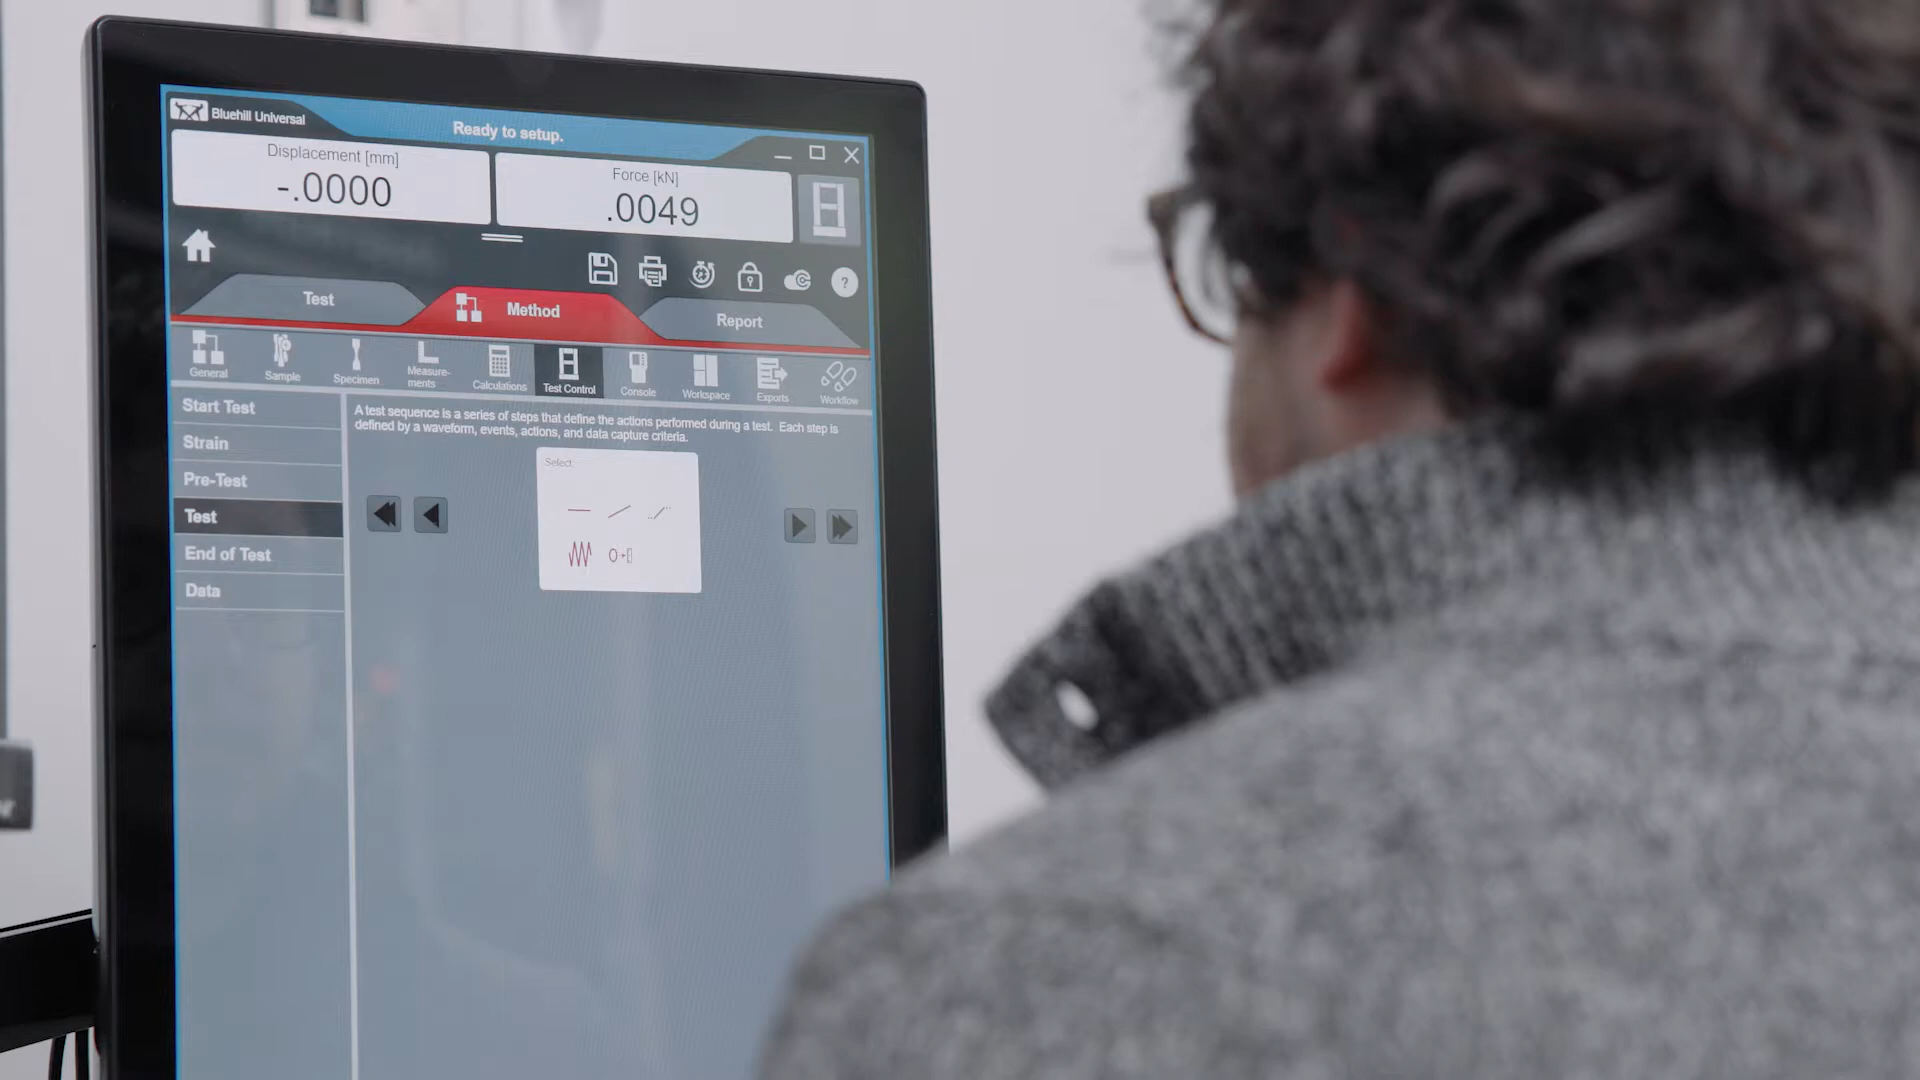 Bluehill Universal
Ready to setup.
Displacement [mm]
-.0000
Force [kN]
.0049
?
Test
Method
Report
General
Sample
Specimen
Measure-
ments
Calculations
Test Control
Console
Workspace
Exports
Workflow
Start Test
Strain
Pre-Test
Test
End of Test
Data
A test sequence is a series of steps that define the actions performed during a test. Each step is
defined by a waveform, events, actions, and data capture criteria.
Select